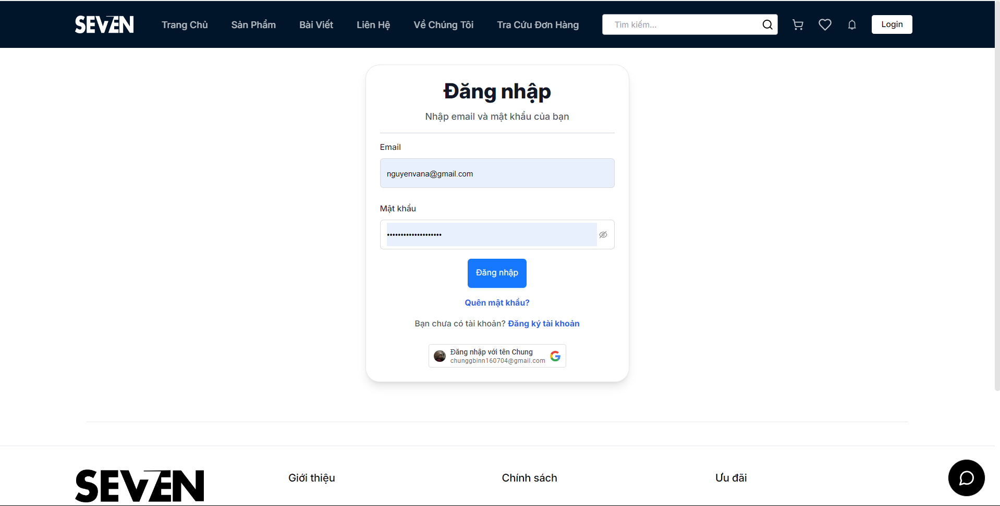 SEVEN
Trang Chủ
Sản Phẩm
Bài Viết
Liên Hệ
Về Chúng Tôi
Tra Cứu Đơn Hàng
Tìm kiếm...
Login
Đăng nhập
Nhập email và mật khẩu của bạn
Email
nguyenvana@gmail.com
Mật khẩu
••••••••••••••••••••
Đăng nhập
Quên mật khẩu?
Bạn chưa có tài khoản? Đăng ký tài khoản
Đăng nhập với tên Chung
chunggbinn160704@gmail.com
SEVEN
Giới thiệu
Chính sách
Ưu đãi